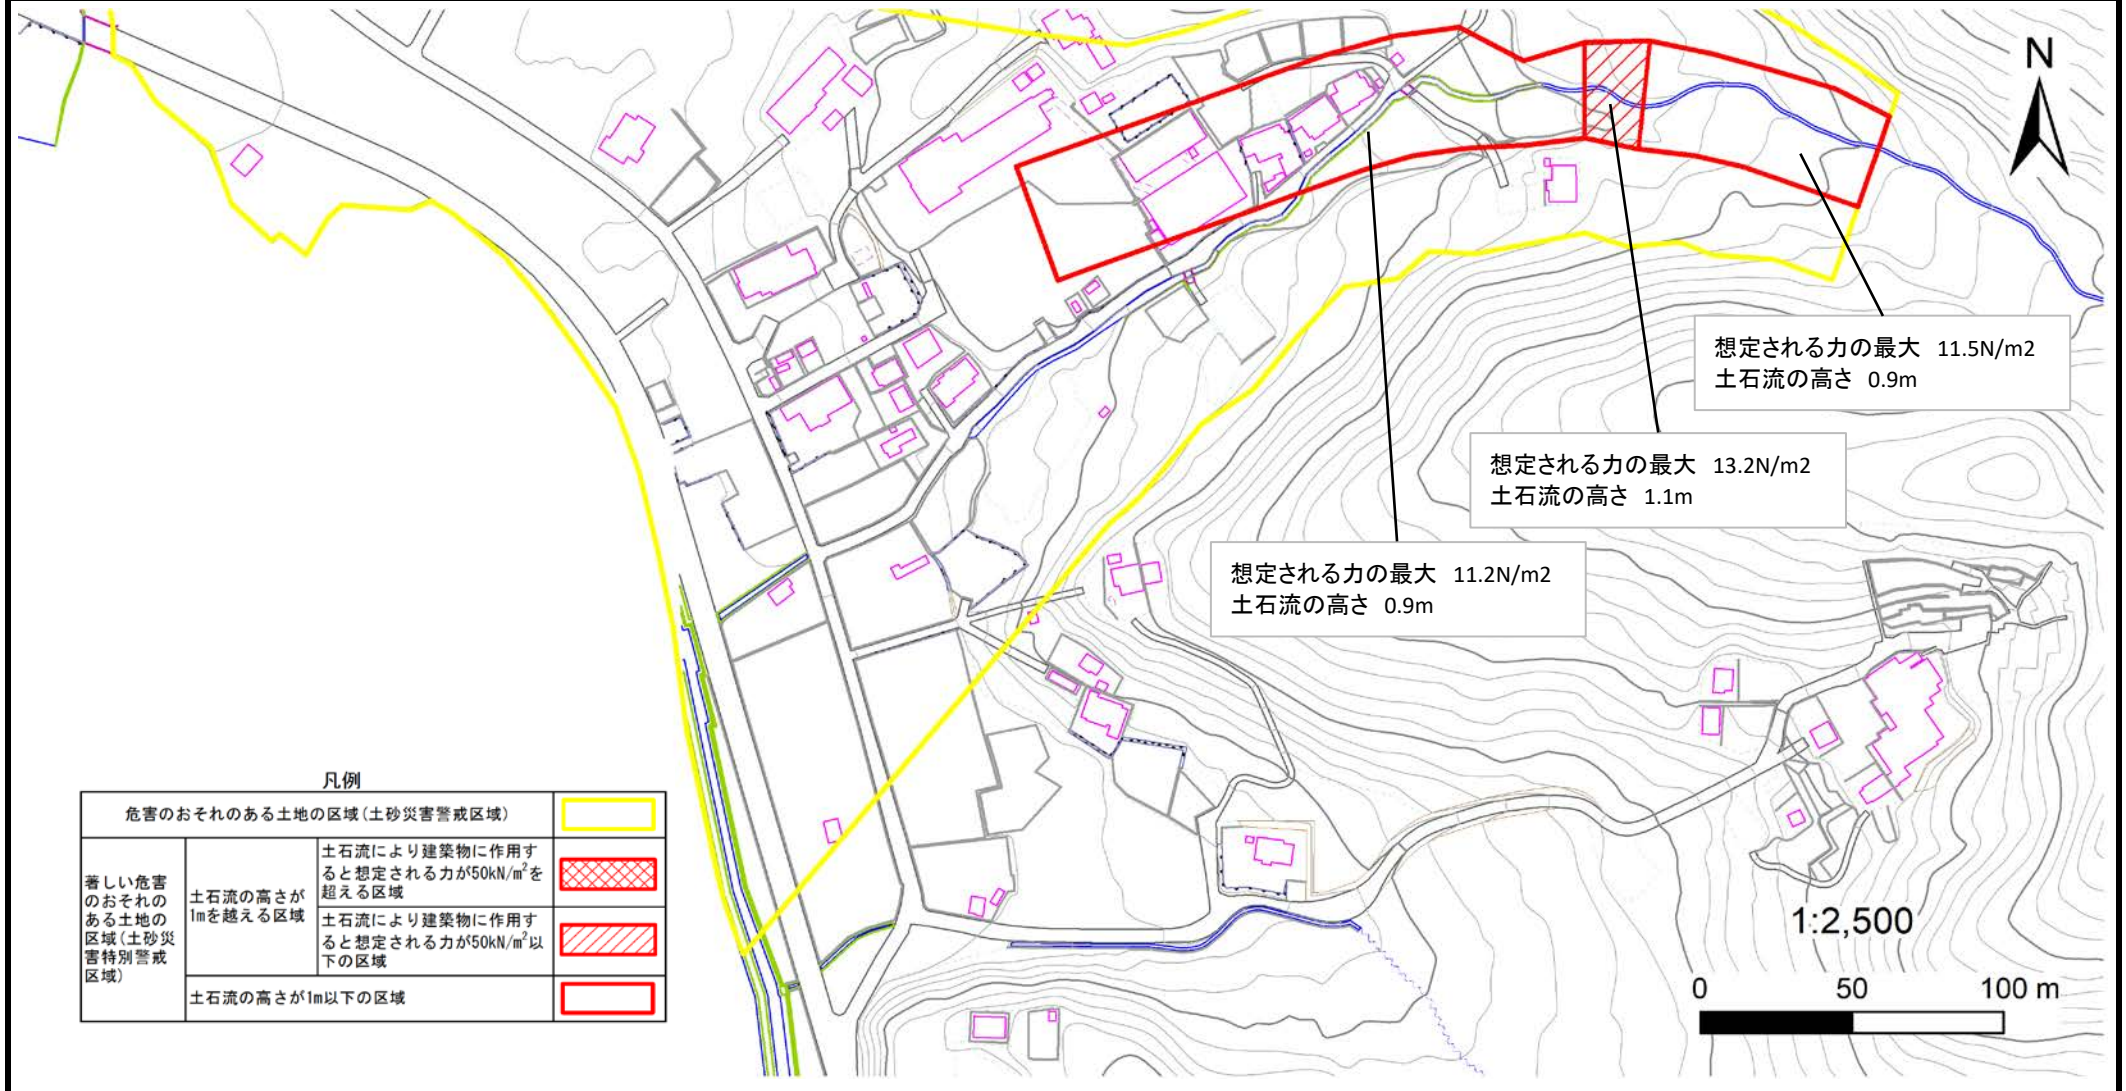 N
想定される力の最大 11.5N/m2
土石流の高さ 0.9m
想定される力の最大 13.2N/m2
土石流の高さ 1.1m
想定される力の最大 11.2N/m2
土石流の高さ 0.9m
凡例
危害のおそれのある土地の区域(土砂災害警戒区域)
著しい危害
のおそれの
ある土地の
区域(土砂災
害特別警戒
区域)
土石流の高さが
1mを越える区域
土石流により建築物に作用す
ると想定される力が50kN/㎡を
超える区域
土石流により建築物に作用す
ると想定される力が50kN/㎡以
下の区域
土石流の高さが1m以下の区域
1:2,500
0 50 100 m